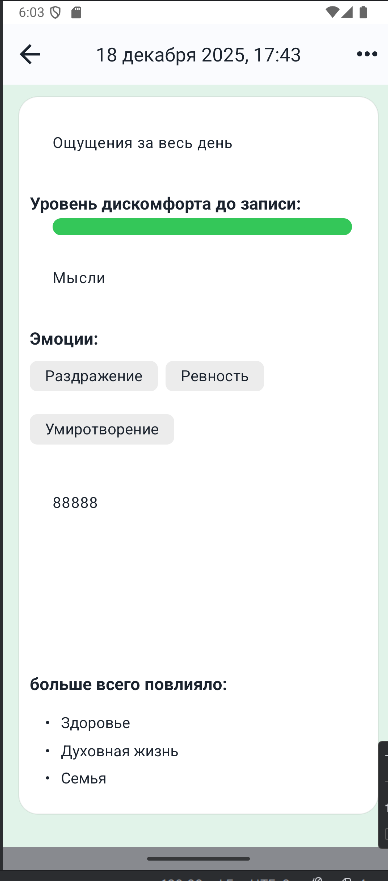 6:03
18 декабря 2025, 17:43
Ощущения за весь день
Уровень дискомфорта до записи:
Мысли
Эмоции:
Раздражение Ревность
Умиротворение
88888
больше всего повлияло:
• Здоровье
• Духовная жизнь
• Семья